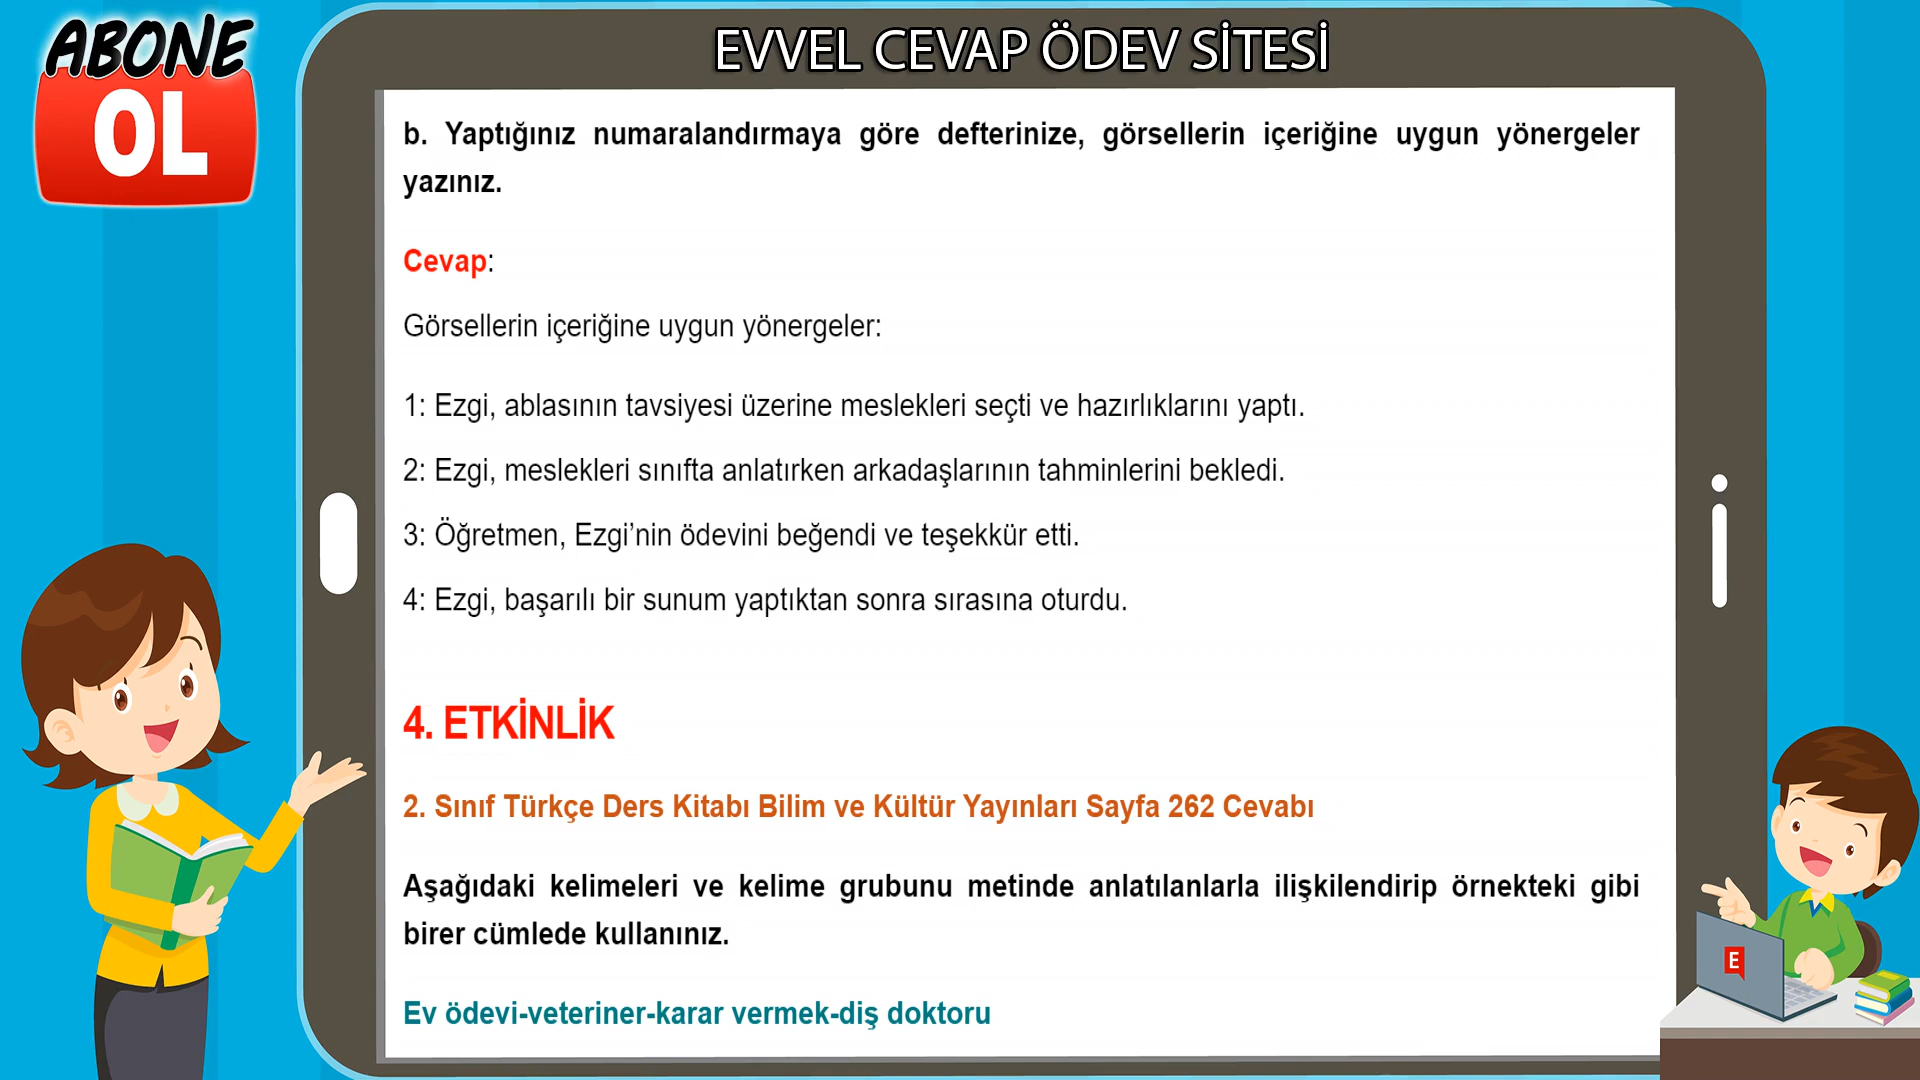 ABONE
OL
EVVEL CEVAP ÖDEV SİTESİ
b. Yaptığınız numaralandırmaya göre defterinize, görsellerin içeriğine uygun yönergeler
yazınız.
Cevap:
Görsellerin içeriğine uygun yönergeler:
1: Ezgi, ablasının tavsiyesi üzerine meslekleri seçti ve hazırlıklarını yaptı.
2: Ezgi, meslekleri sınıfta anlatırken arkadaşlarının tahminlerini bekledi.
3: Öğretmen, Ezgi’nin ödevini beğendi ve teşekkür etti.
4: Ezgi, başarılı bir sunum yaptıktan sonra sırasına oturdu.
4. ETKİNLİK
2. Sınıf Türkçe Ders Kitabı Bilim ve Kültür Yayınları Sayfa 262 Cevabı
Aşağıdaki kelimeleri ve kelime grubunu metinde anlatılanlarla ilişkilendirip örnekteki gibi
birer cümlede kullanınız.
Ev ödevi-veteriner-karar vermek-diş doktoru
E